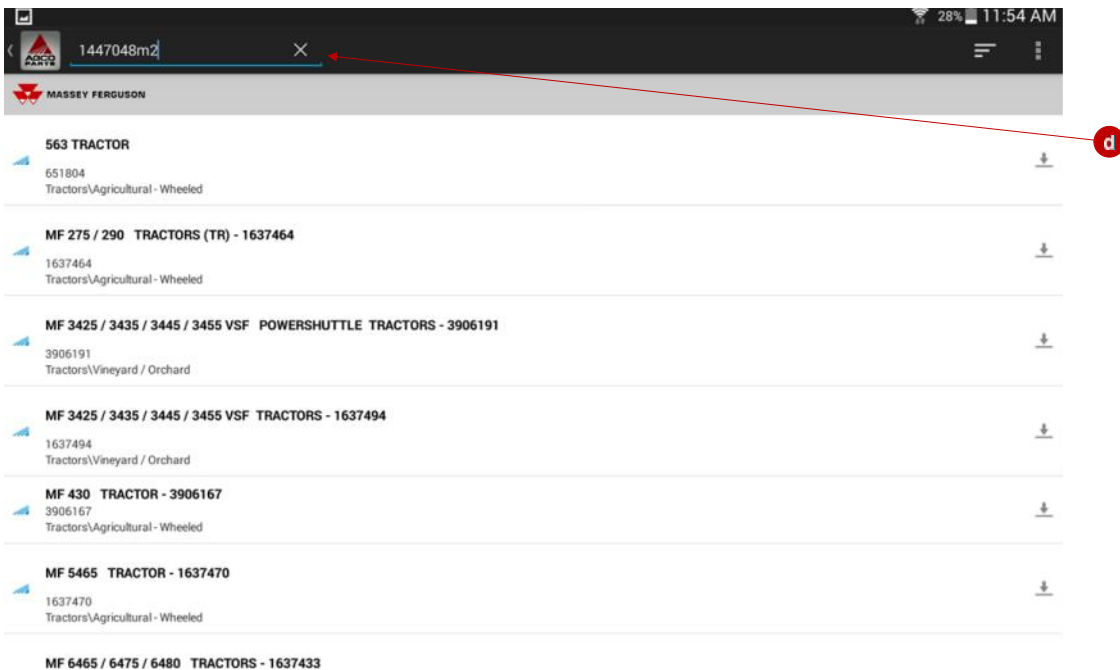 28% 11:54 AM
AGCO
PARTS
1447048m2
MASSEY FERGUSON
d
563 TRACTOR
651804
Tractors\Agricultural - Wheeled
MF 275 / 290 TRACTORS (TR) - 1637464
1637464
Tractors\Agricultural - Wheeled
MF 3425 / 3435 / 3445 / 3455 VSF POWERSHUTTLE TRACTORS - 3906191
3906191
Tractors\Vineyard / Orchard
MF 3425 / 3435 / 3445 / 3455 VSF TRACTORS - 1637494
1637494
Tractors\Vineyard / Orchard
MF 430 TRACTOR - 3906167
3906167
Tractors\Agricultural - Wheeled
MF 5465 TRACTOR - 1637470
1637470
Tractors\Agricultural - Wheeled
MF 6465 / 6475 / 6480 TRACTORS - 1637433